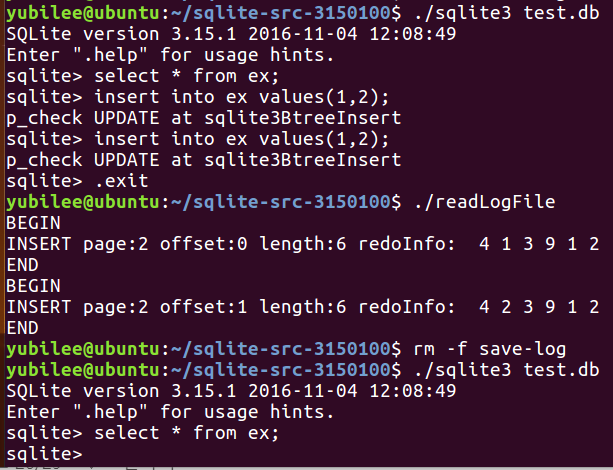 yubilee@ubuntu:~/sqlite-src-3150100$ ./sqlite3 test.db
SQLite version 3.15.1 2016-11-04 12:08:49
Enter ".help" for usage hints.
sqlite> select * from ex;
sqlite> insert into ex values(1,2);
p_check UPDATE at sqlite3BtreeInsert
sqlite> insert into ex values(1,2);
p_check UPDATE at sqlite3BtreeInsert
sqlite> .exit
yubilee@ubuntu:~/sqlite-src-3150100$ ./readLogFile
BEGIN
INSERT page:2 offset:0 length:6 redoInfo:  4 1 3 9 1 2
END
BEGIN
INSERT page:2 offset:1 length:6 redoInfo:  4 2 3 9 1 2
END
yubilee@ubuntu:~/sqlite-src-3150100$ rm -f save-log
yubilee@ubuntu:~/sqlite-src-3150100$ ./sqlite3 test.db
SQLite version 3.15.1 2016-11-04 12:08:49
Enter ".help" for usage hints.
sqlite> select * from ex;
sqlite>